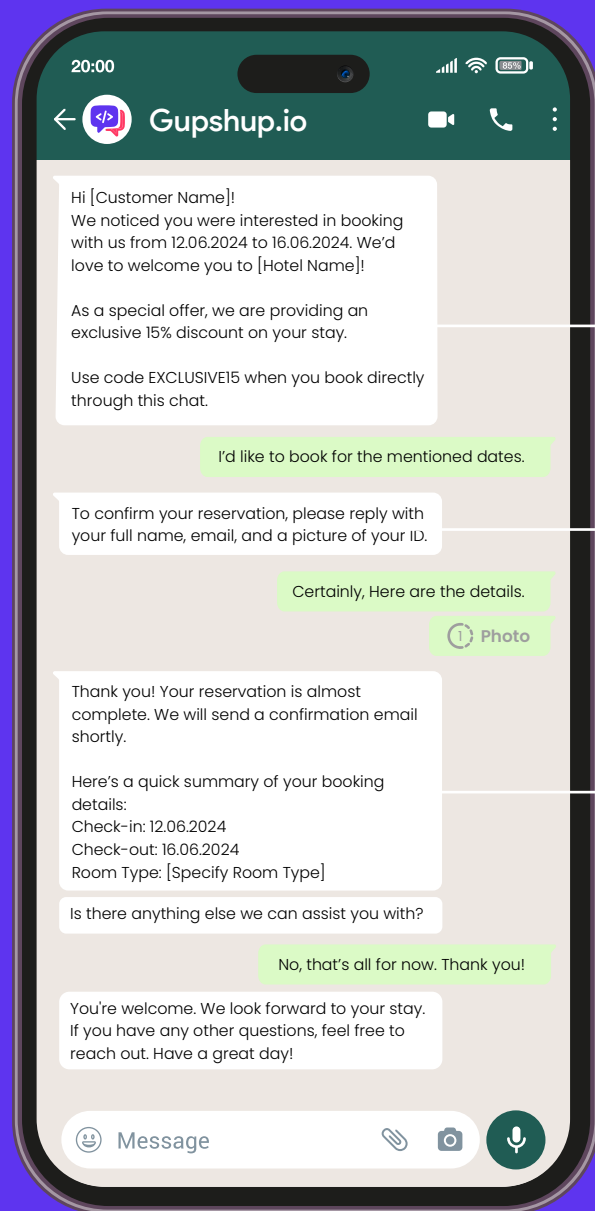 20:00
85%
</>
Gupshup.io
Hi [Customer Name]!
We noticed you were interested in booking
with us from 12.06.2024 to 16.06.2024. We’d
love to welcome you to [Hotel Name]!
As a special offer, we are providing an
exclusive 15% discount on your stay.
Use code EXCLUSIVE15 when you book directly
through this chat.
I’d like to book for the mentioned dates.
To confirm your reservation, please reply with
your full name, email, and a picture of your ID.
Certainly, Here are the details.
1 Photo
Thank you! Your reservation is almost
complete. We will send a confirmation email
shortly.
Here’s a quick summary of your booking
details:
Check-in: 12.06.2024
Check-out: 16.06.2024
Room Type: [Specify Room Type]
Is there anything else we can assist you with?
No, that’s all for now. Thank you!
You're welcome. We look forward to your stay.
If you have any other questions, feel free to
reach out. Have a great day!
Message